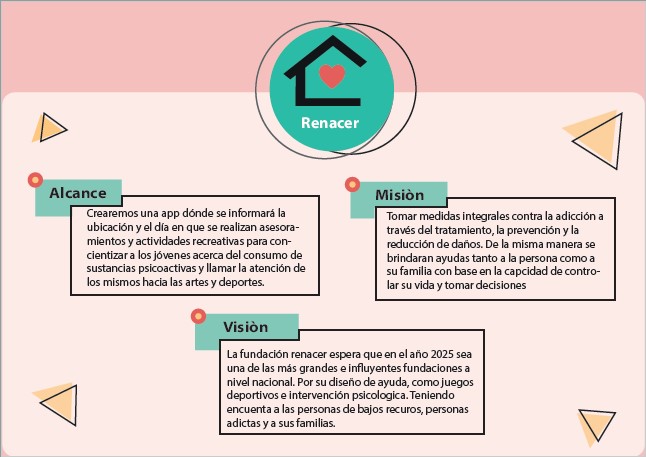 Renacer
Alcance
Crearemos una app dónde se informará la
ubicación y el día en que se realizan asesora-
mientos y actividades recreativas para con-
cientizar a los jóvenes acerca del consumo de
sustancias psicoactivas y llamar la atención de
los mismos hacia las artes y deportes.
Misiòn
Tomar medidas integrales contra la adicción a
través del tratamiento, la prevención y la
reducción de daños. De la misma manera se
brindaran ayudas tanto a la persona como a
su familia con base en la capcidad de contro-
lar su vida y tomar decisiones
Visiòn
La fundación renacer espera que en el año 2025 sea
una de las más grandes e influyentes fundaciones a
nivel nacional. Por su diseño de ayuda, como juegos
deportivos e intervención psicologica. Teniendo
encuenta a las personas de bajos recuros, personas
adictas y a sus familias.